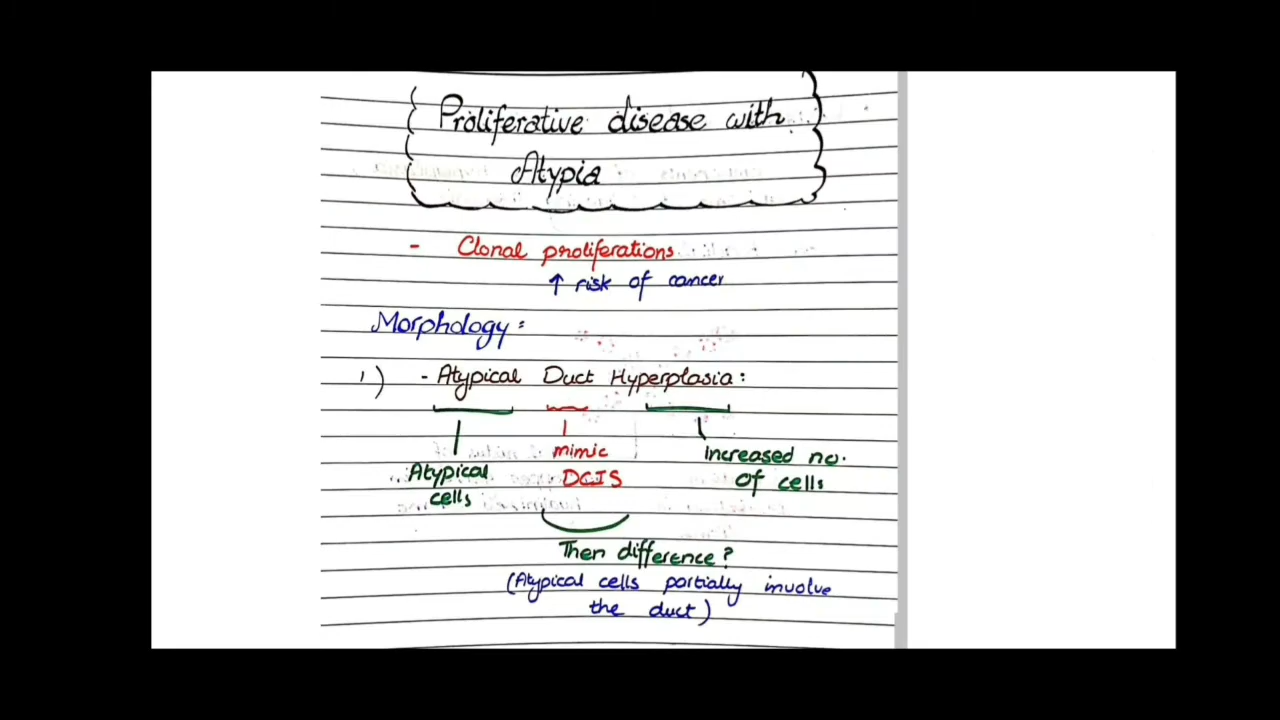 Proliferative disease with
Atypia
- Clonal proliferations
↑ risk of cancer
Morphology:
1) - Atypical Duct Hyperplasia:
mimic
DCIS
Increased no.
of cells
Atypical
cells
Then difference?
(Atypical cells partially involve
the duct)